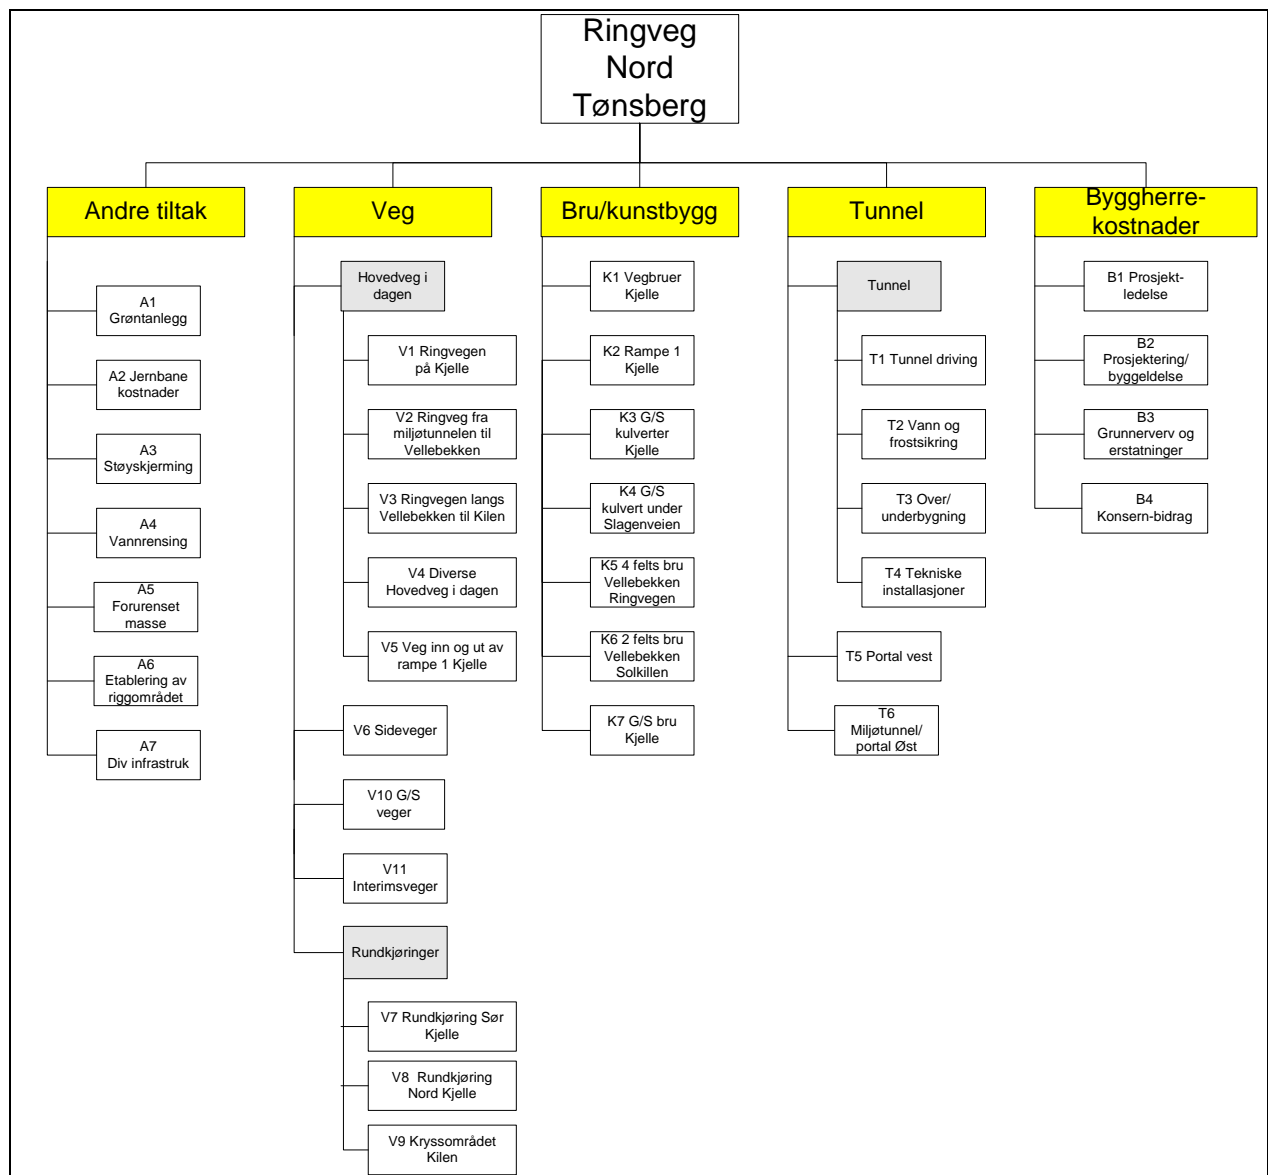 Ringveg
Nord
Tønsberg
Andre tiltak
A1
Grøntanlegg
A2 Jernbane
kostnader
A3
Støyskjerming
A4
Vannrensing
A5
Forurenset
masse
A6
Etablering av
riggområdet
A7
Div infrastruk
Veg
Hovedveg i
dagen
V1 Ringvegen
på Kjelle
V2 Ringveg fra
miljøtunnelen til
Vellebekken
V3 Ringvegen langs
Vellebekken til Kilen
V4 Diverse
Hovedveg i dagen
V5 Veg inn og ut av
rampe 1 Kjelle
V6 Sideveger
V10 G/S
veger
V11
Interimsveger
Rundkjøringer
V7 Rundkjøring Sør
Kjelle
V8  Rundkjøring
Nord Kjelle
V9 Kryssområdet
Kilen
Bru/kunstbygg
K1 Vegbruer
Kjelle
K2 Rampe 1
Kjelle
K3 G/S
kulverter
Kjelle
K4 G/S
kulvert under
Slagenveien
K5 4 felts bru
Vellebekken
Ringvegen
K6 2 felts bru
Vellebekken
Solkillen
K7 G/S bru
Kjelle
Tunnel
Tunnel
T1 Tunnel driving
T2 Vann og
frostsikring
T3 Over/
underbygning
T4 Tekniske
installasjoner
T5 Portal vest
T6
Miljøtunnel/
portal Øst
Byggherre-
kostnader
B1 Prosjekt-
ledelse
B2
Prosjektering/
byggeldelse
B3
Grunnerverv og
erstatninger
B4
Konsern-bidrag